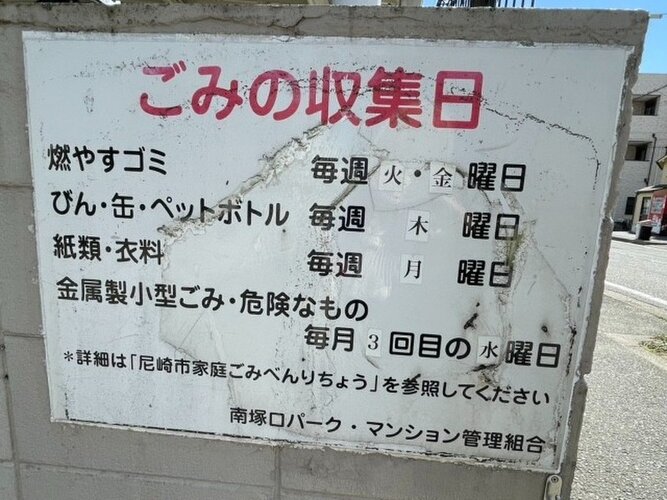 ごみの収集日
燃やすゴミ 毎週 火・金 曜日
びん・缶・ペットボトル 毎週 木 曜日
紙類・衣料 毎週 月 曜日
金属製小型ごみ・危険なもの
毎月 3 回目の 水 曜日
*詳細は「尼崎市家庭ごみべんりちょう」を参照してください
南塚口パーク・マンション管理組合